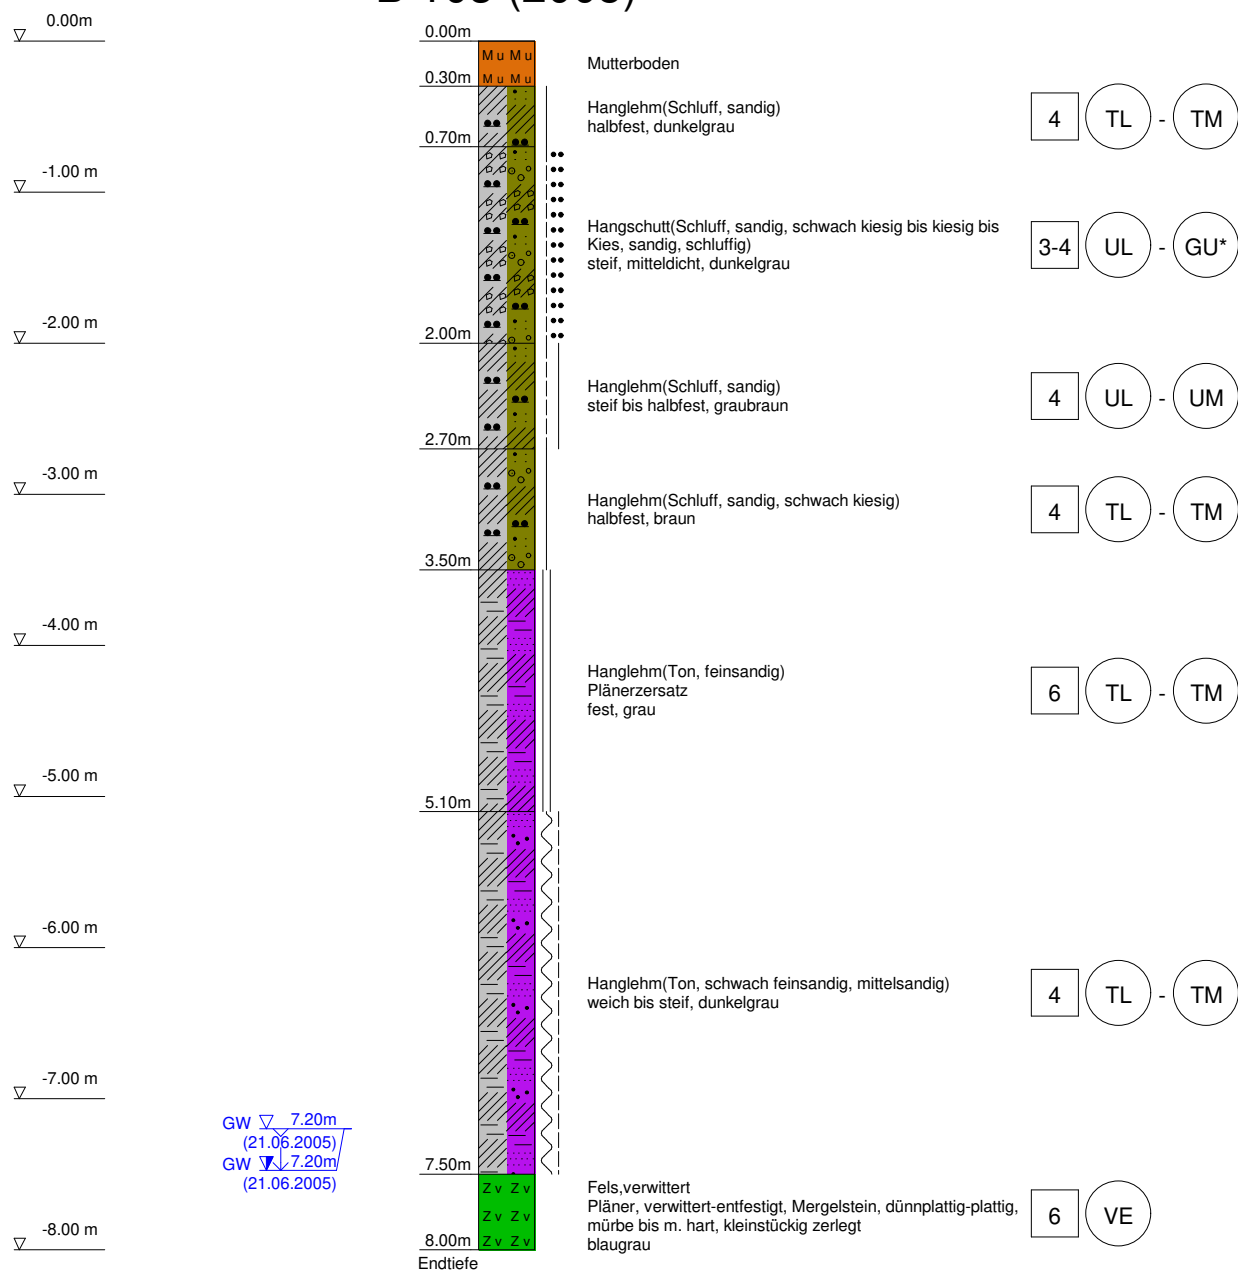 0.00m
0.00m
Mu Mu
Mutterboden
0.30m
Mu Mu
Hanglehm(Schluff, sandig)
halbfest, dunkelgrau
4 TL - TM
0.70m
-1.00 m
Hangschutt(Schluff, sandig, schwach kiesig bis kiesig bis
Kies, sandig, schluffig)
steif, mitteldicht, dunkelgrau
3-4 UL - GU*
-2.00 m
2.00m
Hanglehm(Schluff, sandig)
steif bis halbfest, graubraun
4 UL - UM
2.70m
-3.00 m
Hanglehm(Schluff, sandig, schwach kiesig)
halbfest, braun
4 TL - TM
3.50m
-4.00 m
Hanglehm(Ton, feinsandig)
Plänerzersatz
fest, grau
6 TL - TM
-5.00 m
5.10m
-6.00 m
Hanglehm(Ton, schwach feinsandig, mittelsandig)
weich bis steif, dunkelgrau
4 TL - TM
-7.00 m
GW 7.20m
(21.06.2005)
GW 7.20m
(21.06.2005)
7.50m
Zv Zv
Zv Zv
Zv Zv
Fels,verwittert
Pläner, verwittert-entfestigt, Mergelstein, dünnplattig-plattig,
mürbe bis m. hart, kleinstückig zerlegt
blaugrau
6 VE
-8.00 m
8.00m
Endtiefe